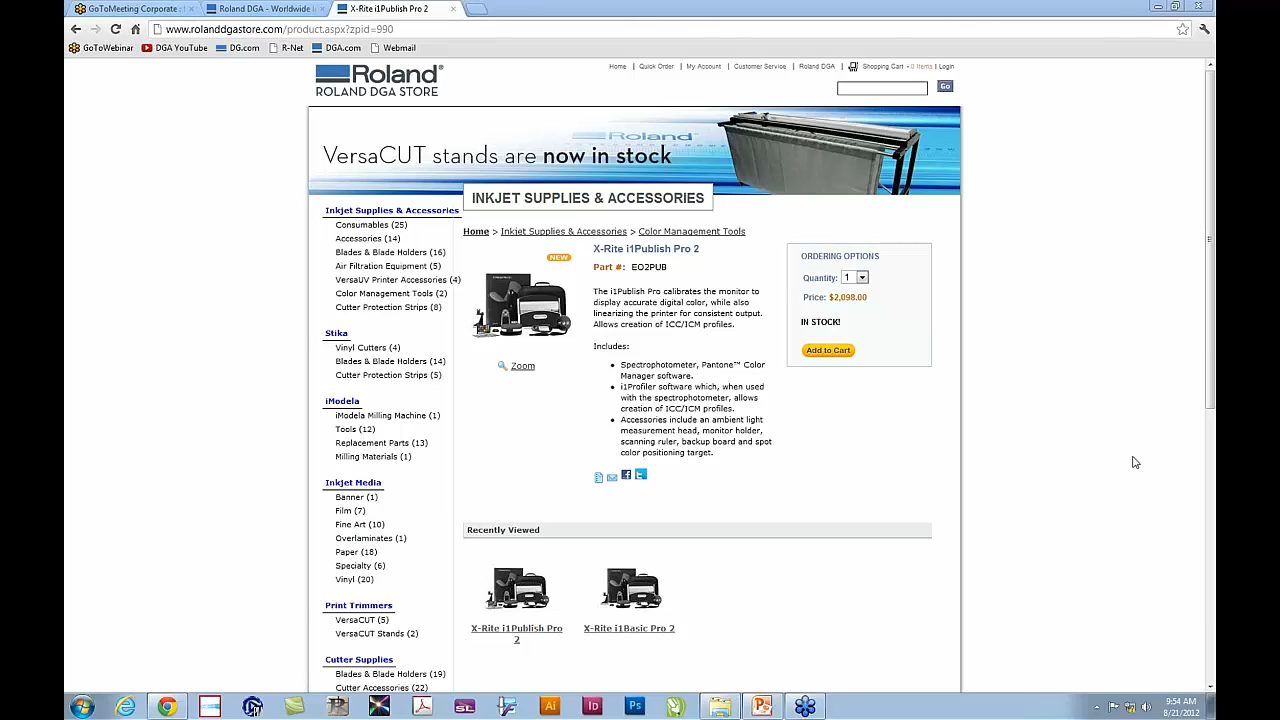 GoToMeeting Corporate
Roland DGA - Worldwide l
X-Rite i1Publish Pro 2
www.rolanddgastore.com/product.aspx?zpid=990
GoToWebinar
DGA YouTube
DG.com
R-Net
DGA.com
Webmail
Home | Quick Order | My Account | Customer Service | Roland DGA | Shopping Cart - 0 Items | Login
Roland®
ROLAND DGA STORE
Go
Roland
VersaCUT stands are now in stock
INKJET SUPPLIES & ACCESSORIES
Inkjet Supplies & Accessories
Consumables (25)
Accessories (14)
Blades & Blade Holders (16)
Air Filtration Equipment (5)
VersaUV Printer Accessories (4)
Color Management Tools (2)
Cutter Protection Strips (8)
Stika
Vinyl Cutters (4)
Blades & Blade Holders (14)
Cutter Protection Strips (5)
iModela
iModela Milling Machine (1)
Tools (12)
Replacement Parts (13)
Milling Materials (1)
Inkjet Media
Banner (1)
Film (7)
Fine Art (10)
Overlaminates (1)
Paper (18)
Specialty (6)
Vinyl (20)
Print Trimmers
VersaCUT (5)
VersaCUT Stands (2)
Cutter Supplies
Blades & Blade Holders (19)
Cutter Accessories (22)
Home > Inkjet Supplies & Accessories > Color Management Tools
NEW
Zoom
X-Rite i1Publish Pro 2
Part #: EO2PUB
The i1Publish Pro calibrates the monitor to
display accurate digital color, while also
linearizing the printer for consistent output.
Allows creation of ICC/ICM profiles.
Includes:
• Spectrophotometer, Pantone™ Color
Manager software.
• i1Profiler software which, when used
with the spectrophotometer, allows
creation of ICC/ICM profiles.
• Accessories include an ambient light
measurement head, monitor holder,
scanning ruler, backup board and spot
color positioning target.
ORDERING OPTIONS
Quantity: 1
Price: $2,098.00
IN STOCK!
Add to Cart
Recently Viewed
X-Rite i1Publish Pro
2
X-Rite i1Basic Pro 2
SL
Ai
Id
Ps
9:54 AM
8/21/2012